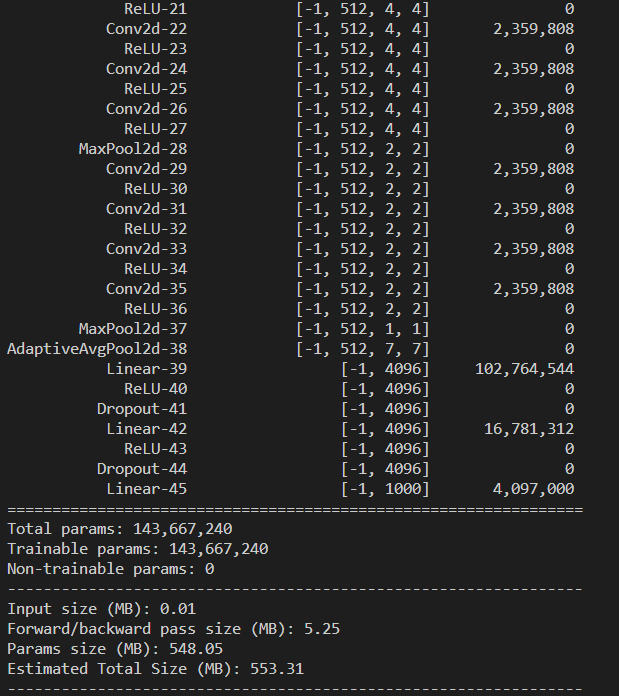 ReLU-21 [-1, 512, 4, 4] 0
Conv2d-22 [-1, 512, 4, 4] 2,359,808
ReLU-23 [-1, 512, 4, 4] 0
Conv2d-24 [-1, 512, 4, 4] 2,359,808
ReLU-25 [-1, 512, 4, 4] 0
Conv2d-26 [-1, 512, 4, 4] 2,359,808
ReLU-27 [-1, 512, 4, 4] 0
MaxPool2d-28 [-1, 512, 2, 2] 0
Conv2d-29 [-1, 512, 2, 2] 2,359,808
ReLU-30 [-1, 512, 2, 2] 0
Conv2d-31 [-1, 512, 2, 2] 2,359,808
ReLU-32 [-1, 512, 2, 2] 0
Conv2d-33 [-1, 512, 2, 2] 2,359,808
ReLU-34 [-1, 512, 2, 2] 0
Conv2d-35 [-1, 512, 2, 2] 2,359,808
ReLU-36 [-1, 512, 2, 2] 0
MaxPool2d-37 [-1, 512, 1, 1] 0
AdaptiveAvgPool2d-38 [-1, 512, 7, 7] 0
Linear-39 [-1, 4096] 102,764,544
ReLU-40 [-1, 4096] 0
Dropout-41 [-1, 4096] 0
Linear-42 [-1, 4096] 16,781,312
ReLU-43 [-1, 4096] 0
Dropout-44 [-1, 4096] 0
Linear-45 [-1, 1000] 4,097,000
================================================================
Total params: 143,667,240
Trainable params: 143,667,240
Non-trainable params: 0
----------------------------------------------------------------
Input size (MB): 0.01
Forward/backward pass size (MB): 5.25
Params size (MB): 548.05
Estimated Total Size (MB): 553.31
----------------------------------------------------------------